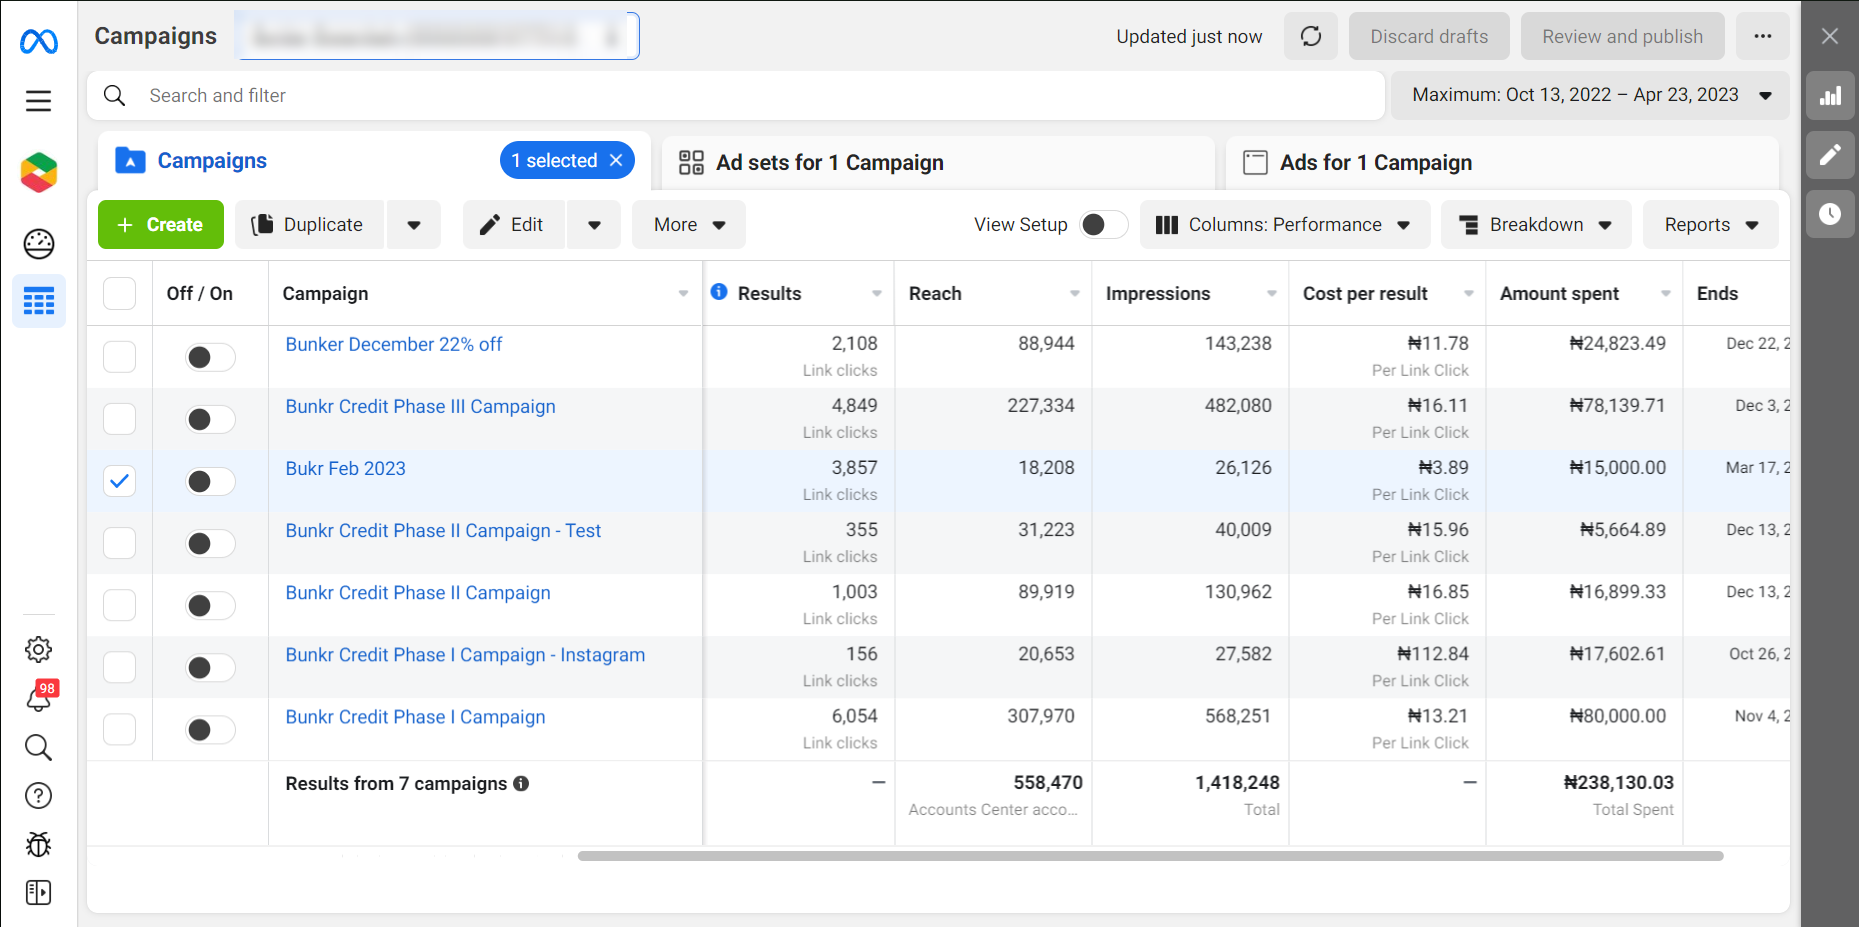 Campaigns
Updated just now
Discard drafts
Review and publish
Search and filter
Maximum: Oct 13, 2022 – Apr 23, 2023
Campaigns
1 selected
Ad sets for 1 Campaign
Ads for 1 Campaign
+ Create
Duplicate
Edit
More
View Setup
Columns: Performance
Breakdown
Reports
Off / On Campaign Results Reach Impressions Cost per result Amount spent Ends
Bunker December 22% off 2,108 88,944 143,238 ₦11.78 ₦24,823.49 Dec 22, 2
Link clicks Per Link Click
Bunkr Credit Phase III Campaign 4,849 227,334 482,080 ₦16.11 ₦78,139.71 Dec 3, 2
Link clicks Per Link Click
Bukr Feb 2023 3,857 18,208 26,126 ₦3.89 ₦15,000.00 Mar 17, 2
Link clicks Per Link Click
Bunkr Credit Phase II Campaign - Test 355 31,223 40,009 ₦15.96 ₦5,664.89 Dec 13, 2
Link clicks Per Link Click
Bunkr Credit Phase II Campaign 1,003 89,919 130,962 ₦16.85 ₦16,899.33 Dec 13, 2
Link clicks Per Link Click
Bunkr Credit Phase I Campaign - Instagram 156 20,653 27,582 ₦112.84 ₦17,602.61 Oct 26, 2
Link clicks Per Link Click
Bunkr Credit Phase I Campaign 6,054 307,970 568,251 ₦13.21 ₦80,000.00 Nov 4, 2
Link clicks Per Link Click
Results from 7 campaigns — 558,470 1,418,248 — ₦238,130.03
Accounts Center acco... Total Total Spent
98